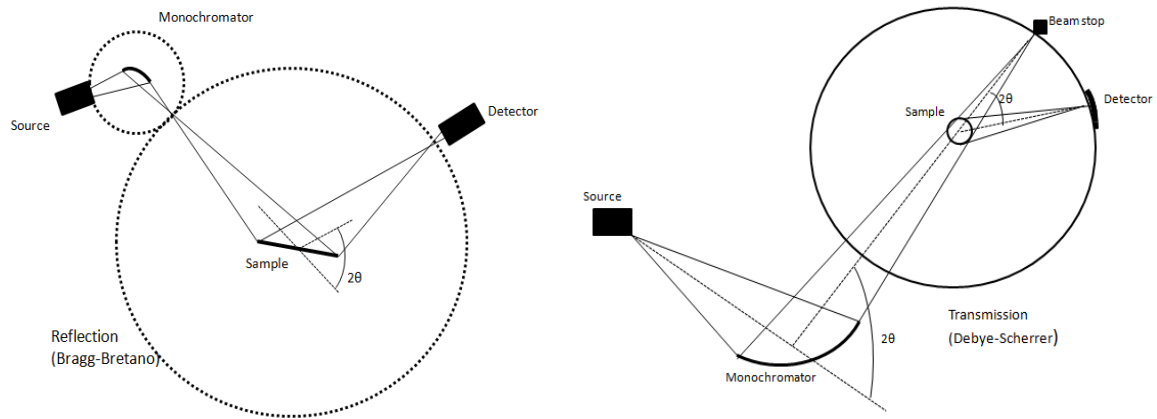 Monochromator
Source
Detector
Sample
2θ
Reflection
(Bragg-Bretano)
Beam stop
Detector
2θ
Sample
Source
2θ
Monochromator
Transmission
(Debye-Scherrer)